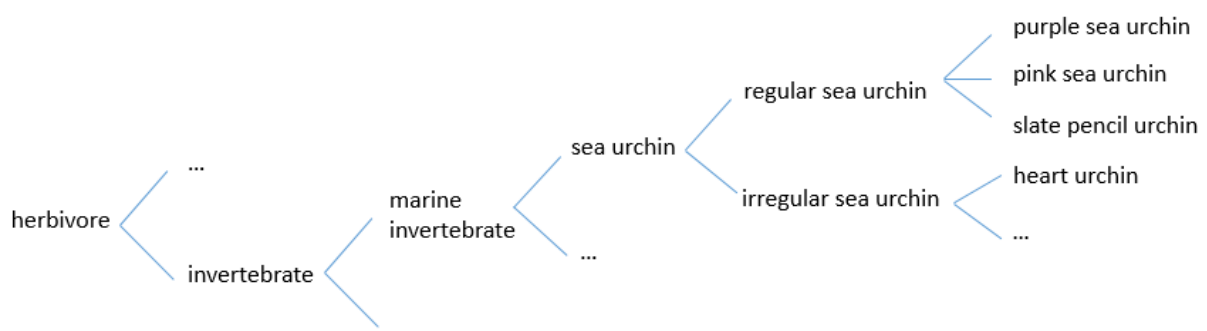 purple sea urchin
pink sea urchin
regular sea urchin
slate pencil urchin
sea urchin
...
heart urchin
marine
invertebrate
irregular sea urchin
herbivore
...
...
invertebrate